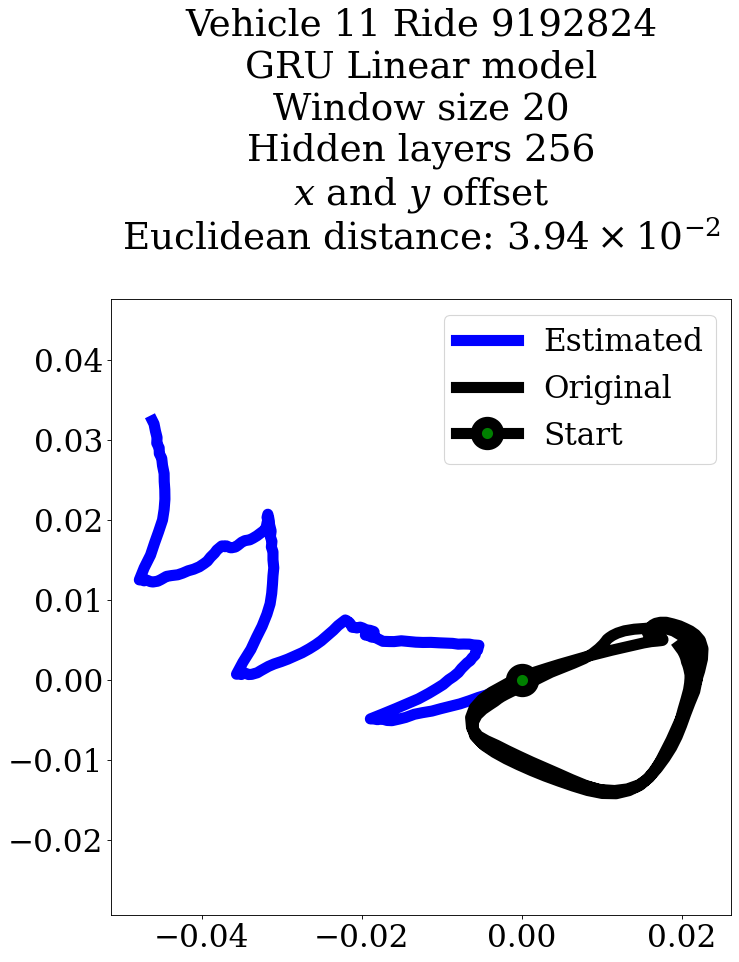 Vehicle 11 Ride 9192824
GRU Linear model
Window size 20
Hidden layers 256
x and y offset
Euclidean distance: 3.94 × 10⁻²
Estimated
Original
Start
0.04
0.03
0.02
0.01
0.00
−0.01
−0.02
−0.04
−0.02
0.00
0.02